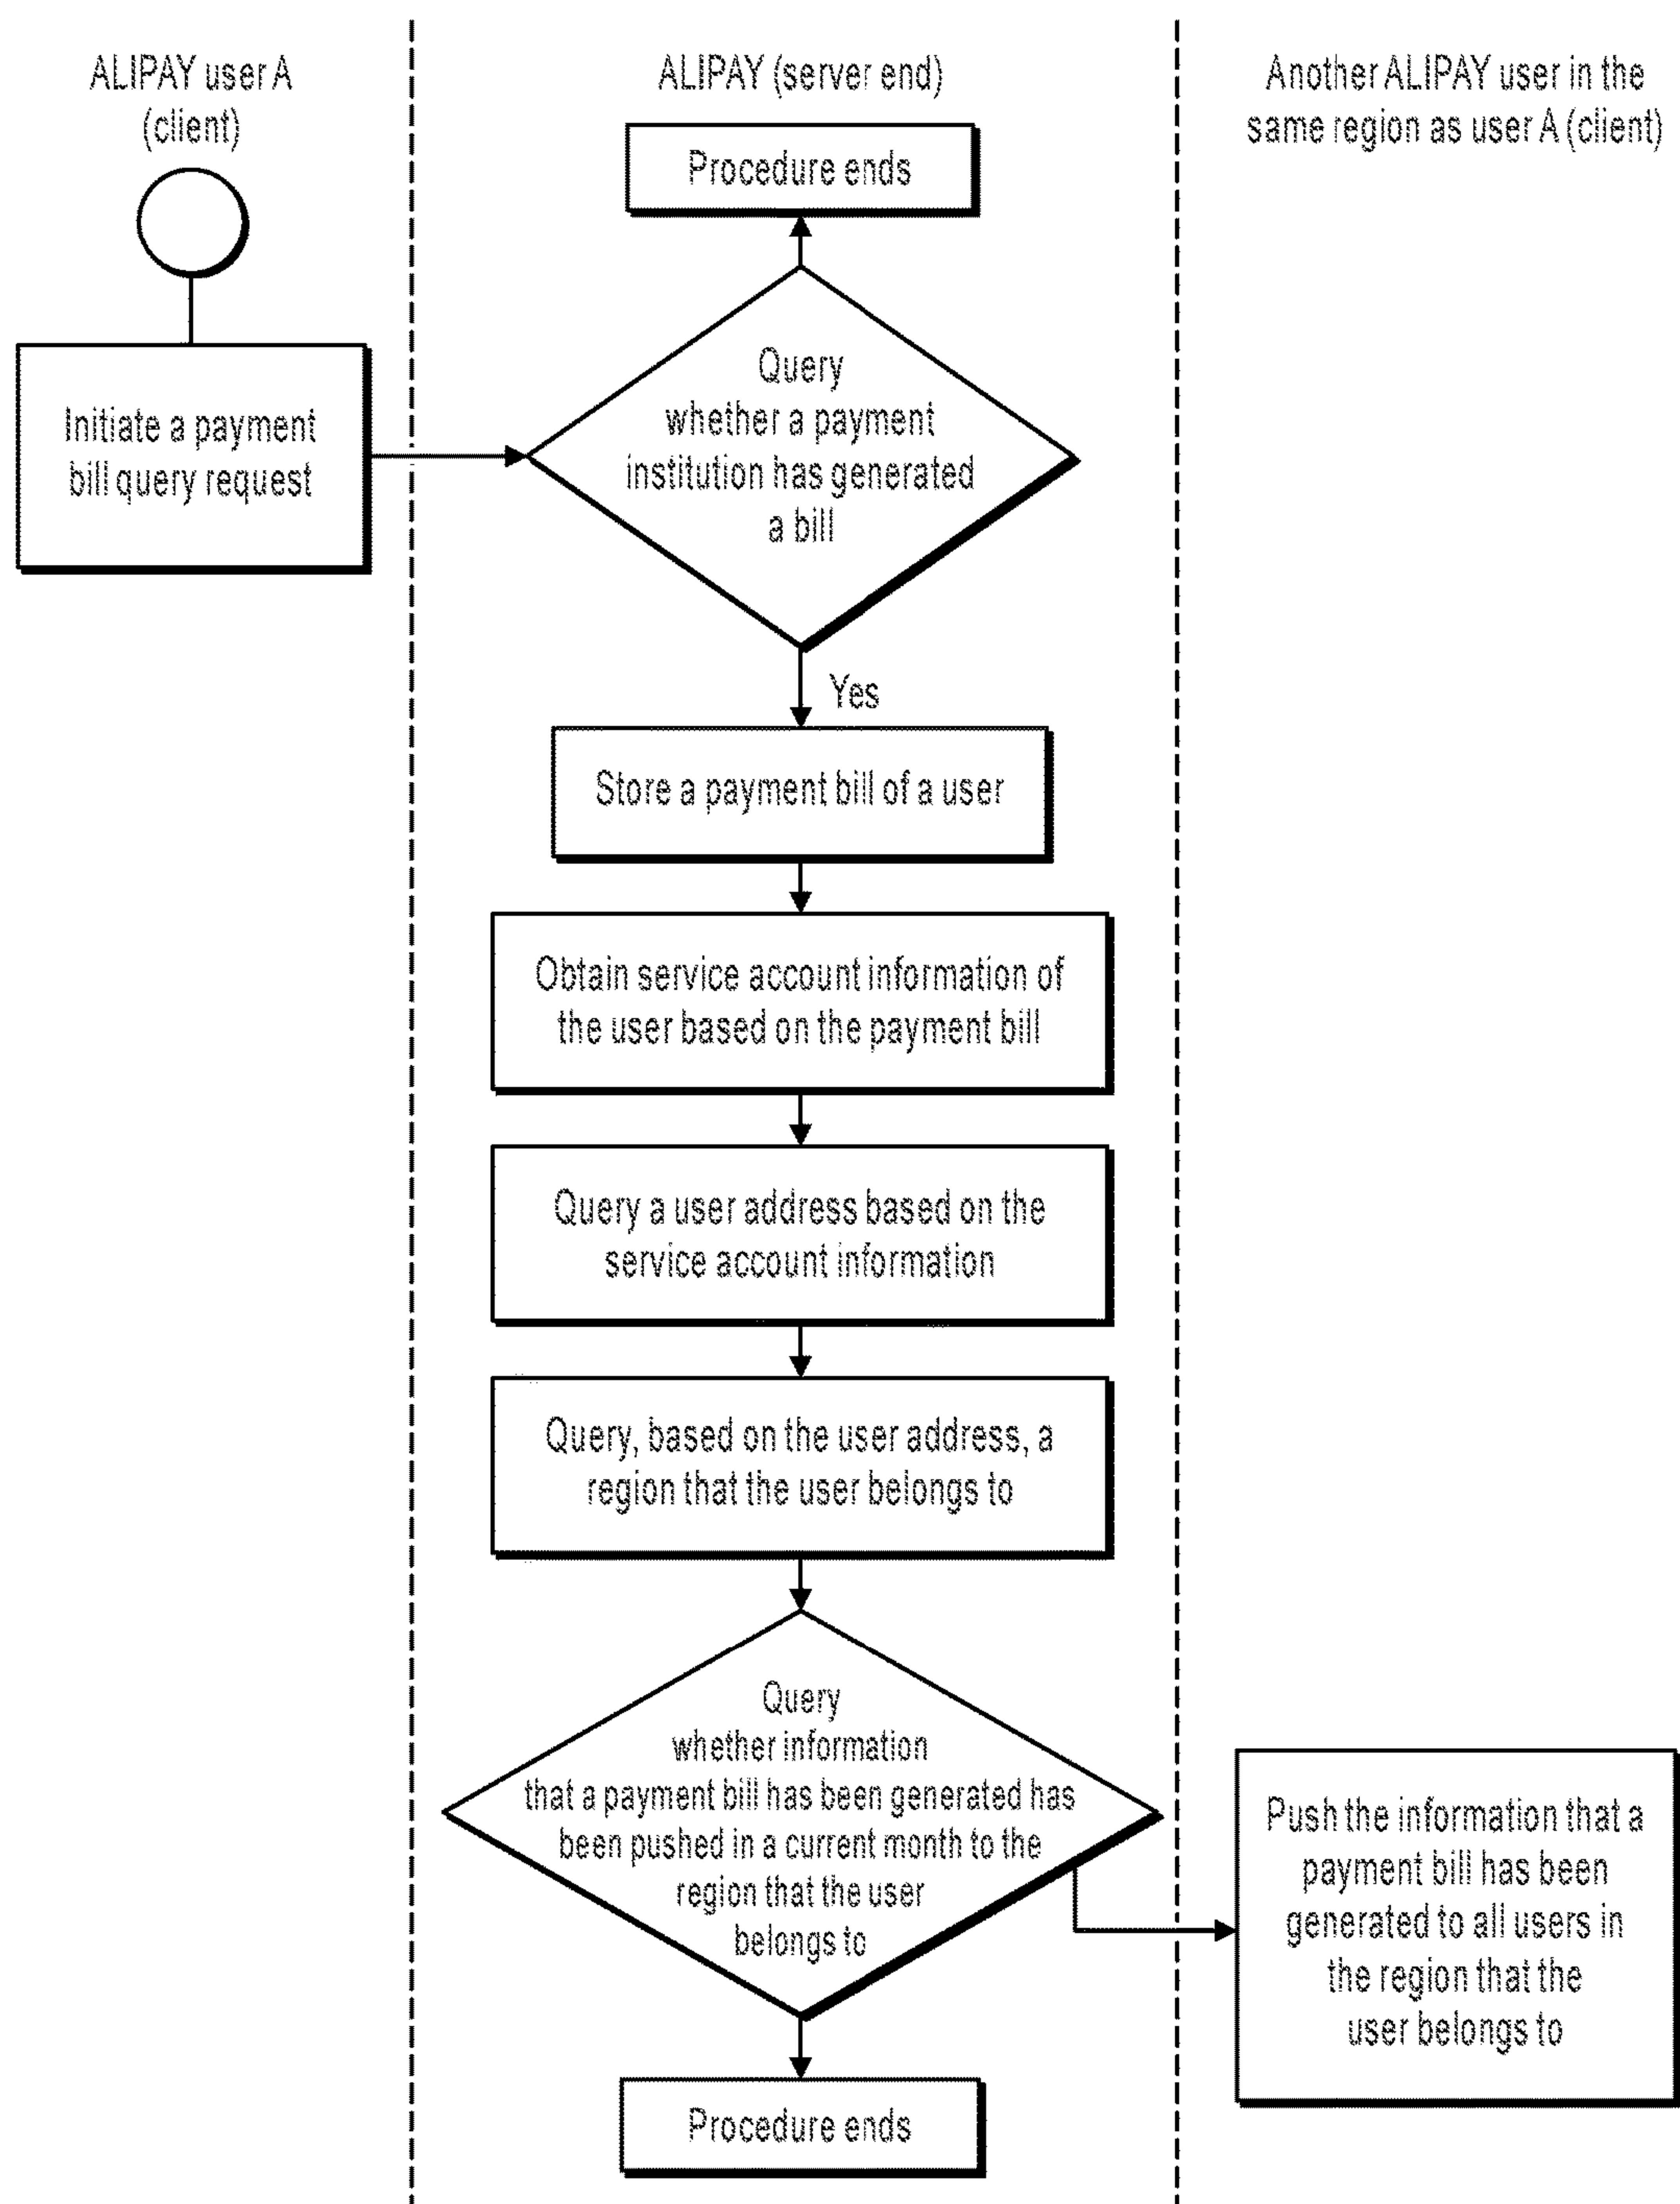 ALIPAY user A
(client)
ALIPAY (server end)
Another ALIPAY user in the
same region as user A (client)
Procedure ends
Initiate a payment
bill query request
Query
whether a payment
institution has generated
a bill
Yes
Store a payment bill of a user
Obtain service account information of
the user based on the payment bill
Query a user address based on the
service account information
Query, based on the user address, a
region that the user belongs to
Query
whether information
that a payment bill has been generated has
been pushed in a current month to the
region that the user
belongs to
Push the information that a
payment bill has been
generated to all users in
the region that the
user belongs to
Procedure ends